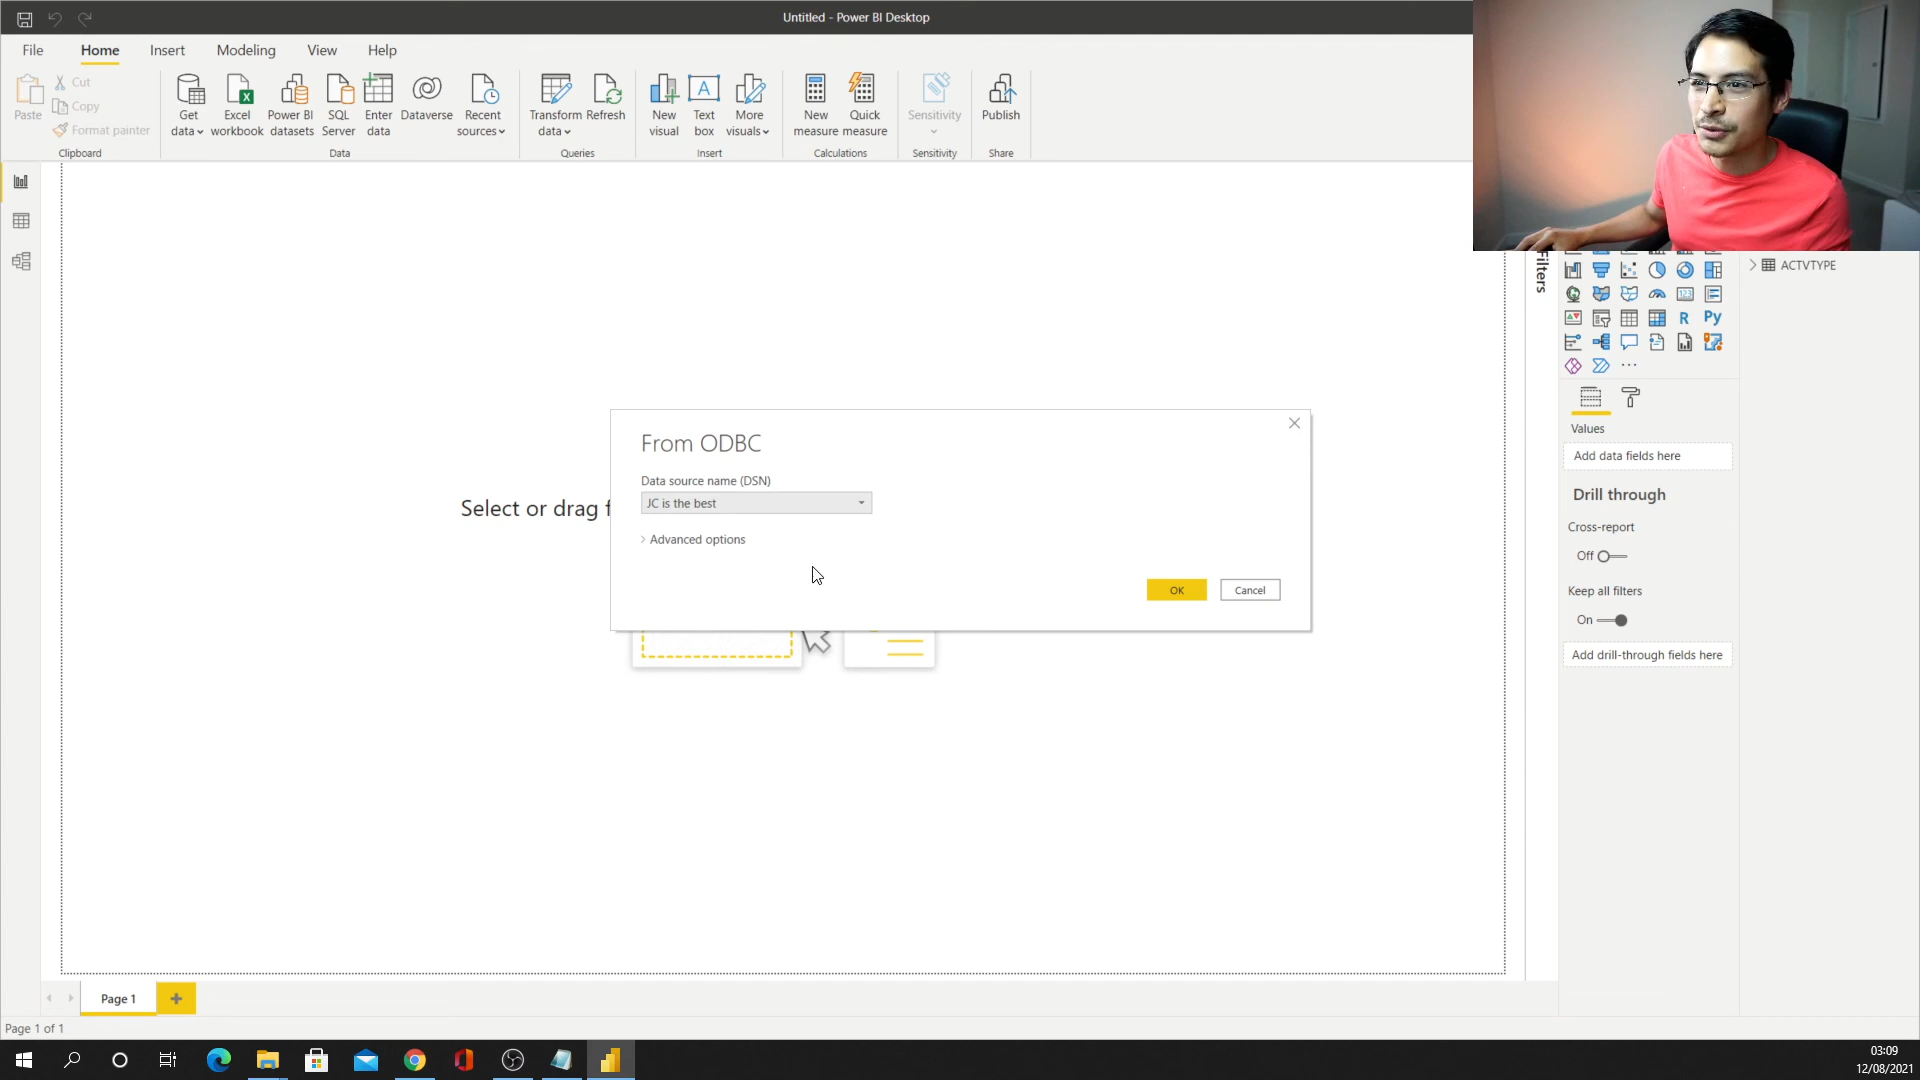 Untitled - Power BI Desktop
File Home Insert Modeling View Help
Paste
Cut
Copy
Format painter
Clipboard
Get data
Excel workbook
Power BI datasets
SQL Server
Enter data
Dataverse
Recent sources
Data
Transform data
Refresh
Queries
New visual
Text box
More visuals
Insert
New measure
Quick measure
Calculations
Sensitivity
Sensitivity
Publish
Share
Filters
ACTVTYPE
R Py
123
Values
Add data fields here
Drill through
Cross-report
Off
Keep all filters
On
Add drill-through fields here
Select or drag f
From ODBC
Data source name (DSN)
JC is the best
Advanced options
OK
Cancel
Page 1
Page 1 of 1
03:09
12/08/2021